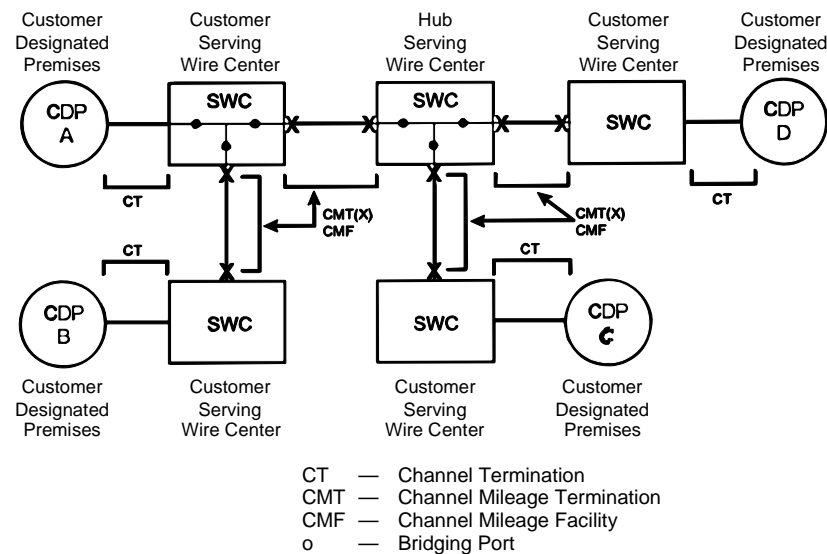 Customer
Designated
Premises
Customer
Serving
Wire Center
Hub
Serving
Wire Center
Customer
Serving
Wire Center
Customer
Designated
Premises
CDP
A
SWC
SWC
SWC
CDP
D
CT
CMT(X)
CMF
CMT(X)
CMF
CT
CT
CT
CDP
B
SWC
SWC
CDP
C
Customer
Designated
Premises
Customer
Serving
Wire Center
Customer
Serving
Wire Center
Customer
Designated
Premises
CT — Channel Termination
CMT — Channel Mileage Termination
CMF — Channel Mileage Facility
o — Bridging Port